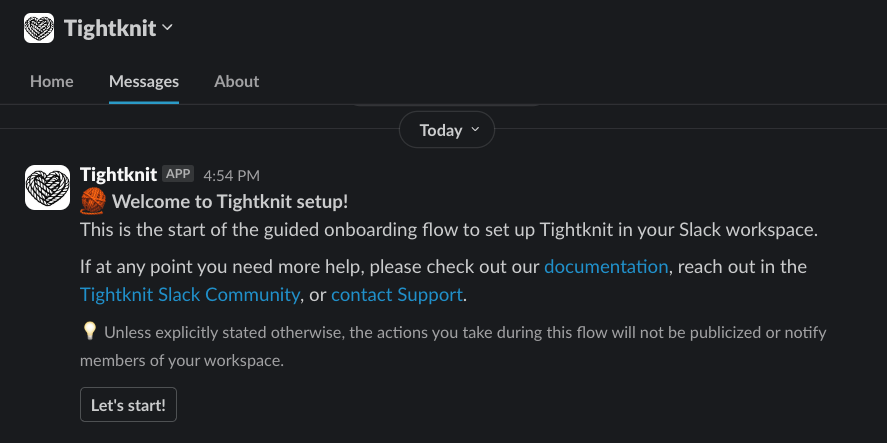 Tightknit
Home Messages About
Today
Tightknit APP 4:54 PM
Welcome to Tightknit setup!
This is the start of the guided onboarding flow to set up Tightknit in your Slack workspace.
If at any point you need more help, please check out our documentation, reach out in the
Tightknit Slack Community, or contact Support.
Unless explicitly stated otherwise, the actions you take during this flow will not be publicized or notify
members of your workspace.
Let's start!